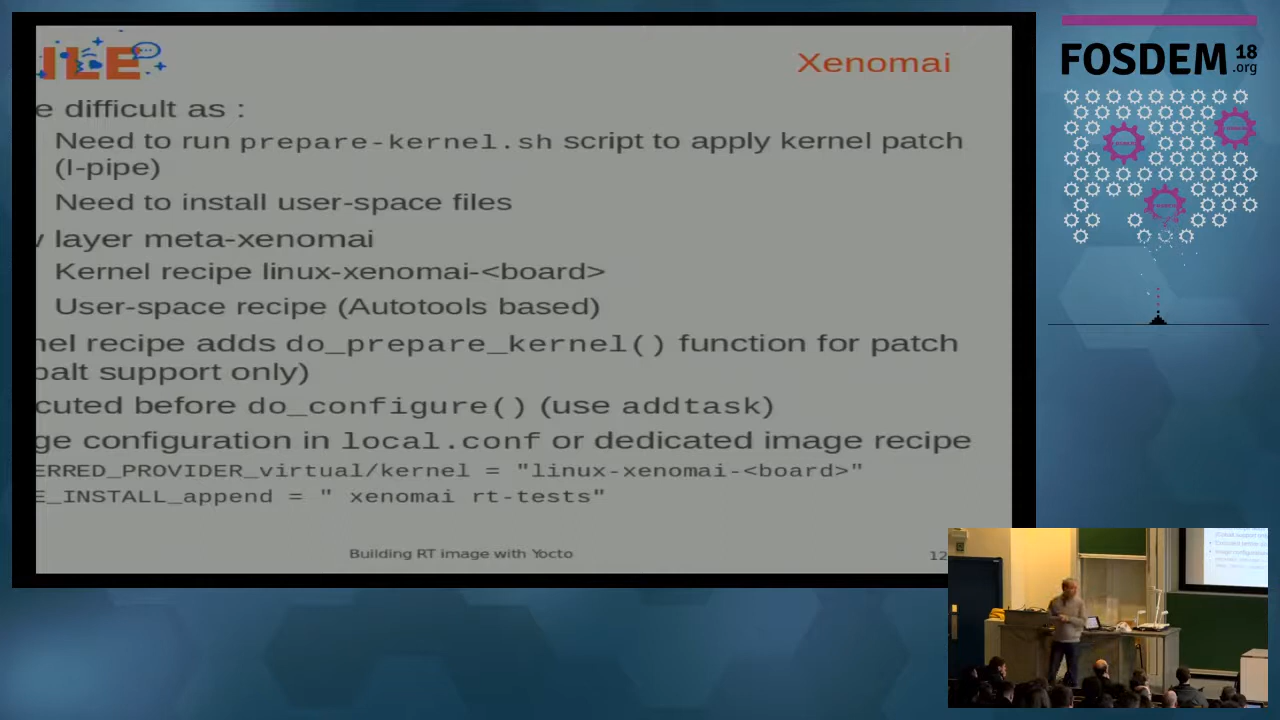 ILE
Xenomai
FOSDEM 18
.org
e difficult as :
Need to run prepare-kernel.sh script to apply kernel patch
(I-pipe)
Need to install user-space files
layer meta-xenomai
Kernel recipe linux-xenomai-<board>
User-space recipe (Autotools based)
nel recipe adds do_prepare_kernel() function for patch
balt support only)
cuted before do_configure() (use addtask)
ge configuration in local.conf or dedicated image recipe
ERRED_PROVIDER_virtual/kernel = "linux-xenomai-<board>"
E_INSTALL_append = " xenomai rt-tests"
Building RT image with Yocto
12